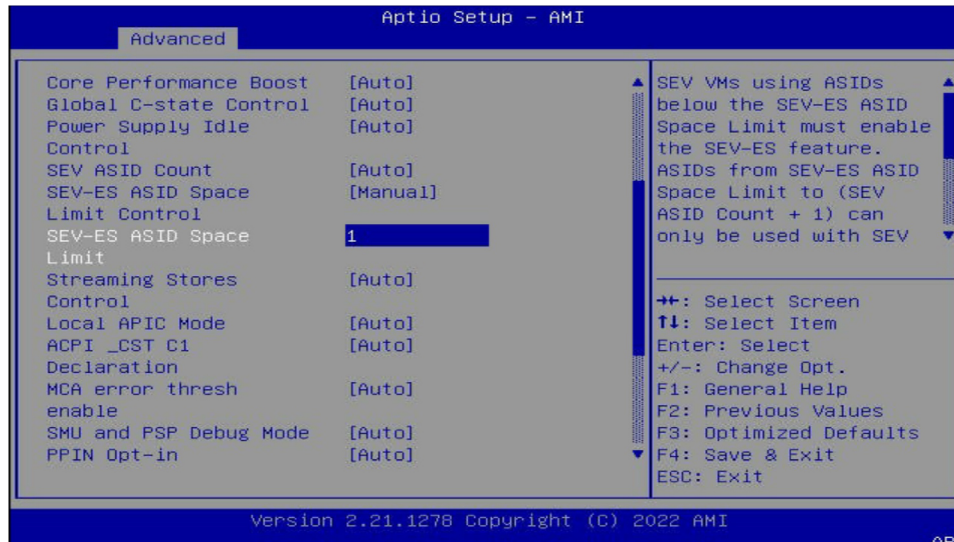 Aptio Setup - AMI
Advanced
Core Performance Boost [Auto]
Global C-state Control [Auto]
Power Supply Idle [Auto]
Control
SEV ASID Count [Auto]
SEV-ES ASID Space [Manual]
Limit Control
SEV-ES ASID Space 1
Limit
Streaming Stores [Auto]
Control
Local APIC Mode [Auto]
ACPI _CST C1 [Auto]
Declaration
MCA error thresh [Auto]
enable
SMU and PSP Debug Mode [Auto]
PPIN Opt-in [Auto]
SEV VMs using ASIDs
below the SEV-ES ASID
Space Limit must enable
the SEV-ES feature.
ASIDs from SEV-ES ASID
Space Limit to (SEV
ASID Count + 1) can
only be used with SEV
→←: Select Screen
↑↓: Select Item
Enter: Select
+/-: Change Opt.
F1: General Help
F2: Previous Values
F3: Optimized Defaults
F4: Save & Exit
ESC: Exit
Version 2.21.1278 Copyright (C) 2022 AMI